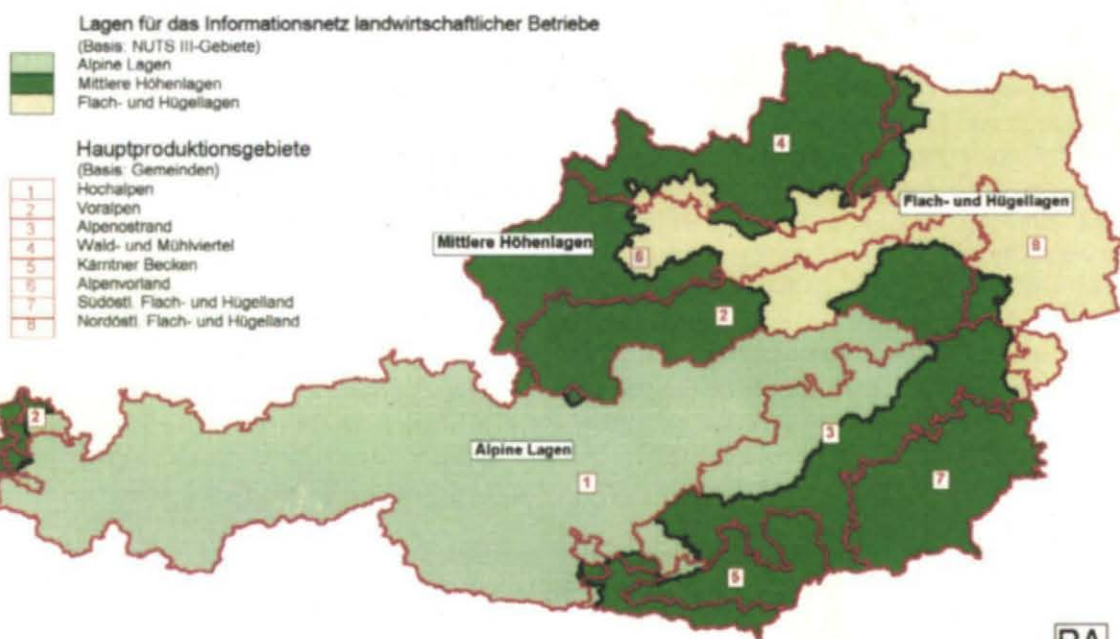 Lagen für das Informationsnetz landwirtschaftlicher Betriebe
(Basis: NUTS III-Gebiete)
Alpine Lagen
Mittlere Höhenlagen
Flach- und Hügellagen
Hauptproduktionsgebiete
(Basis: Gemeinden)
1 Hochalpen
2 Voralpen
3 Alpenostrand
4 Wald- und Mühlviertel
5 Kärntner Becken
6 Alpenvorland
7 Südöstl. Flach- und Hügelland
8 Nordöstl. Flach- und Hügelland
4
Flach- und Hügellagen
Mittlere Höhenlagen
6
8
2
2
3
Alpine Lagen
1
7
5